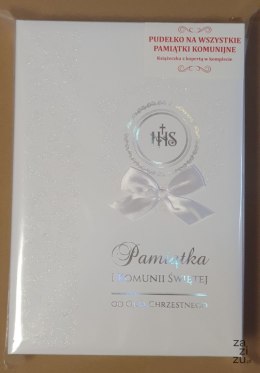 PUDEŁKO NA WSZYSTKIE
PAMIĄTKI KOMUNIJNE
Książeczka z kopertą w komplecie
IHS
Pamiątka
I KOMUNII ŚWIĘTEJ
OD OJCA CHRZESTNEGO
za
zu
zu.